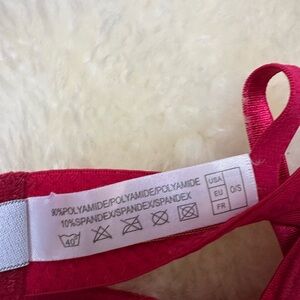 90%POLYAMIDE/POLYAMIDE/POLYAMIDE
10%SPANDEX/SPANDEX/SPANDEX
40°
USA
EU
FR
O/S